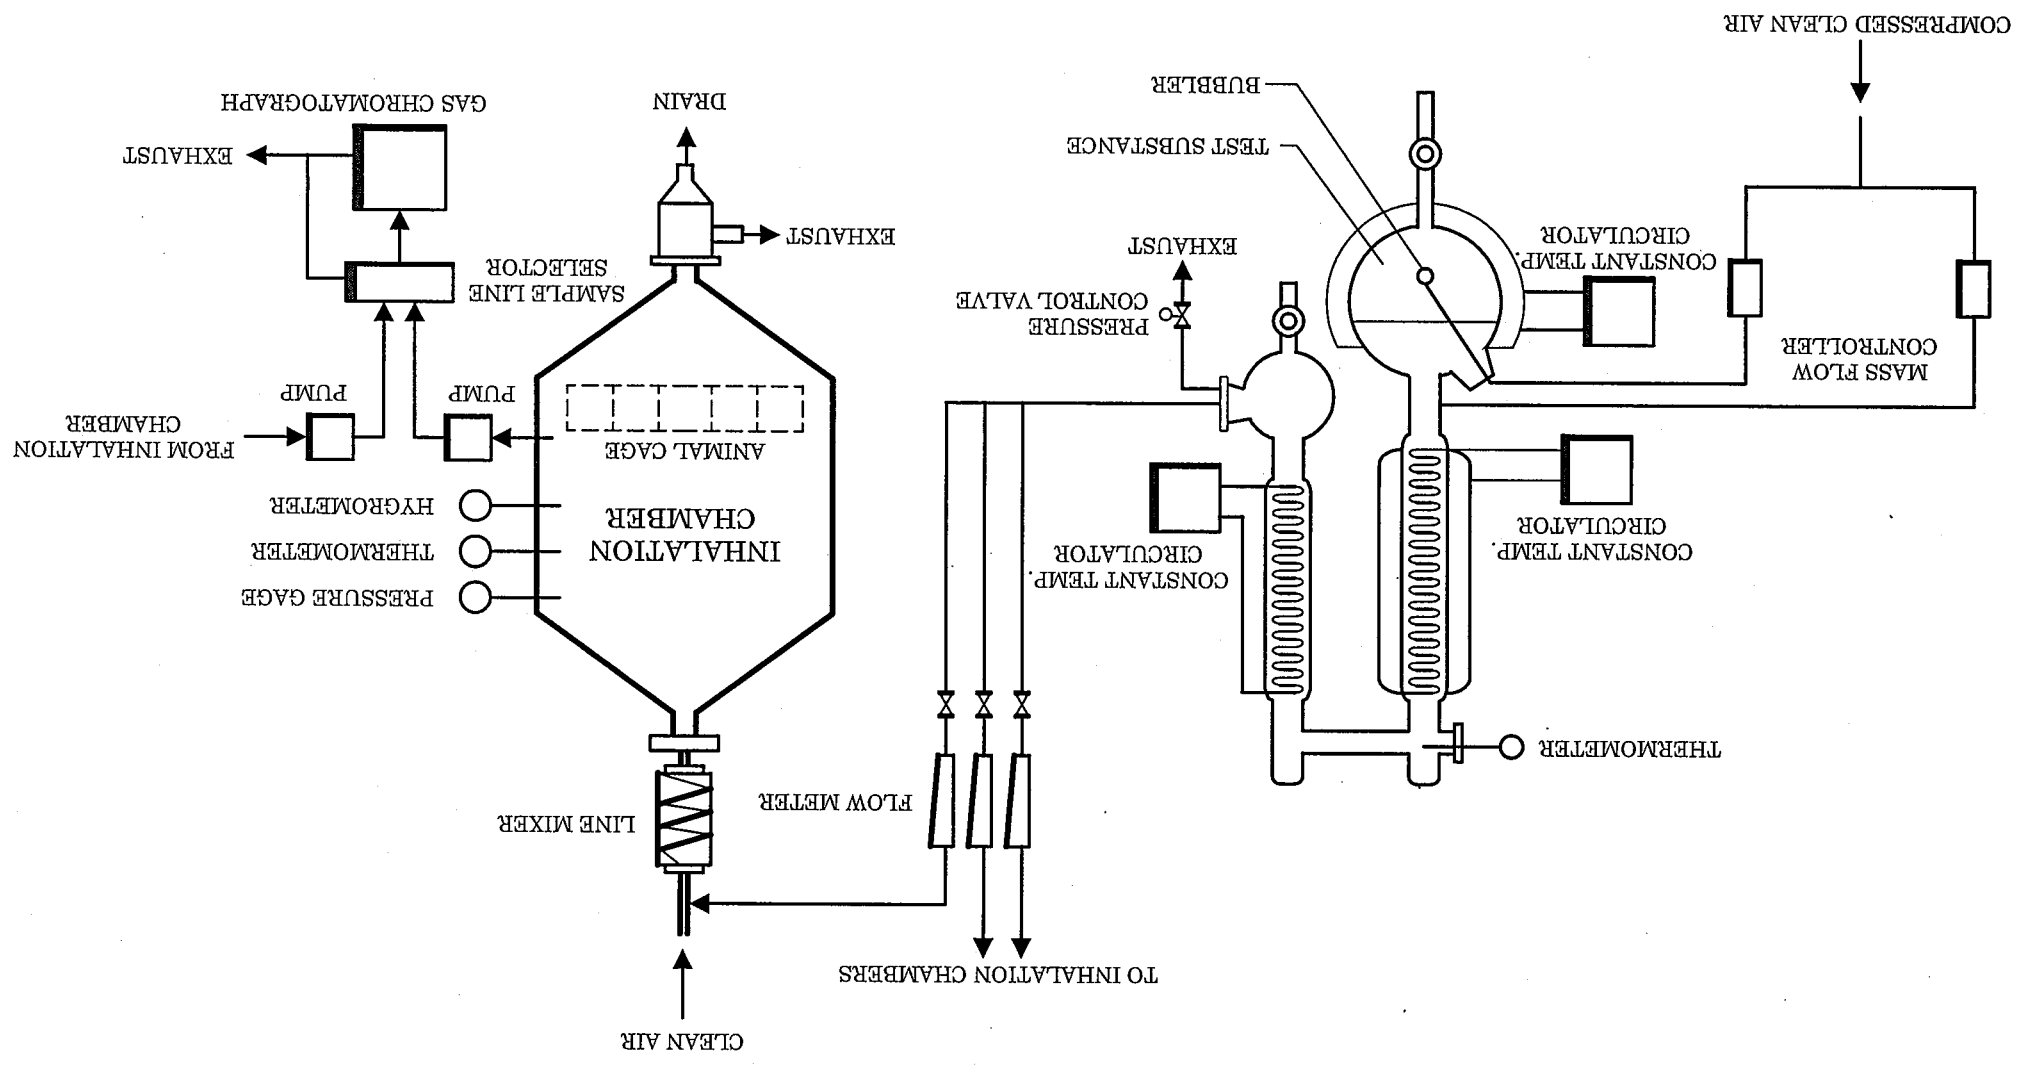 CLEAN AIR
TO INHALATION CHAMBERS
LINE MIXER
FLOW METER
THERMOMETER
PRESSURE GAGE
THERMOMETER
HYGROMETER
INHALATION
CHAMBER
ANIMAL CAGE
CONSTANT TEMP.
CIRCULATOR
CONSTANT TEMP.
CIRCULATOR
FROM INHALATION
CHAMBER
PUMP
PUMP
MASS FLOW
CONTROLLER
PRESSURE
CONTROL VALVE
EXHAUST
SAMPLE LINE
SELECTOR
CONSTANT TEMP.
CIRCULATOR
EXHAUST
EXHAUST
TEST SUBSTANCE
BUBBLER
GAS CHROMATOGRAPH
DRAIN
COMPRESSED CLEAN AIR